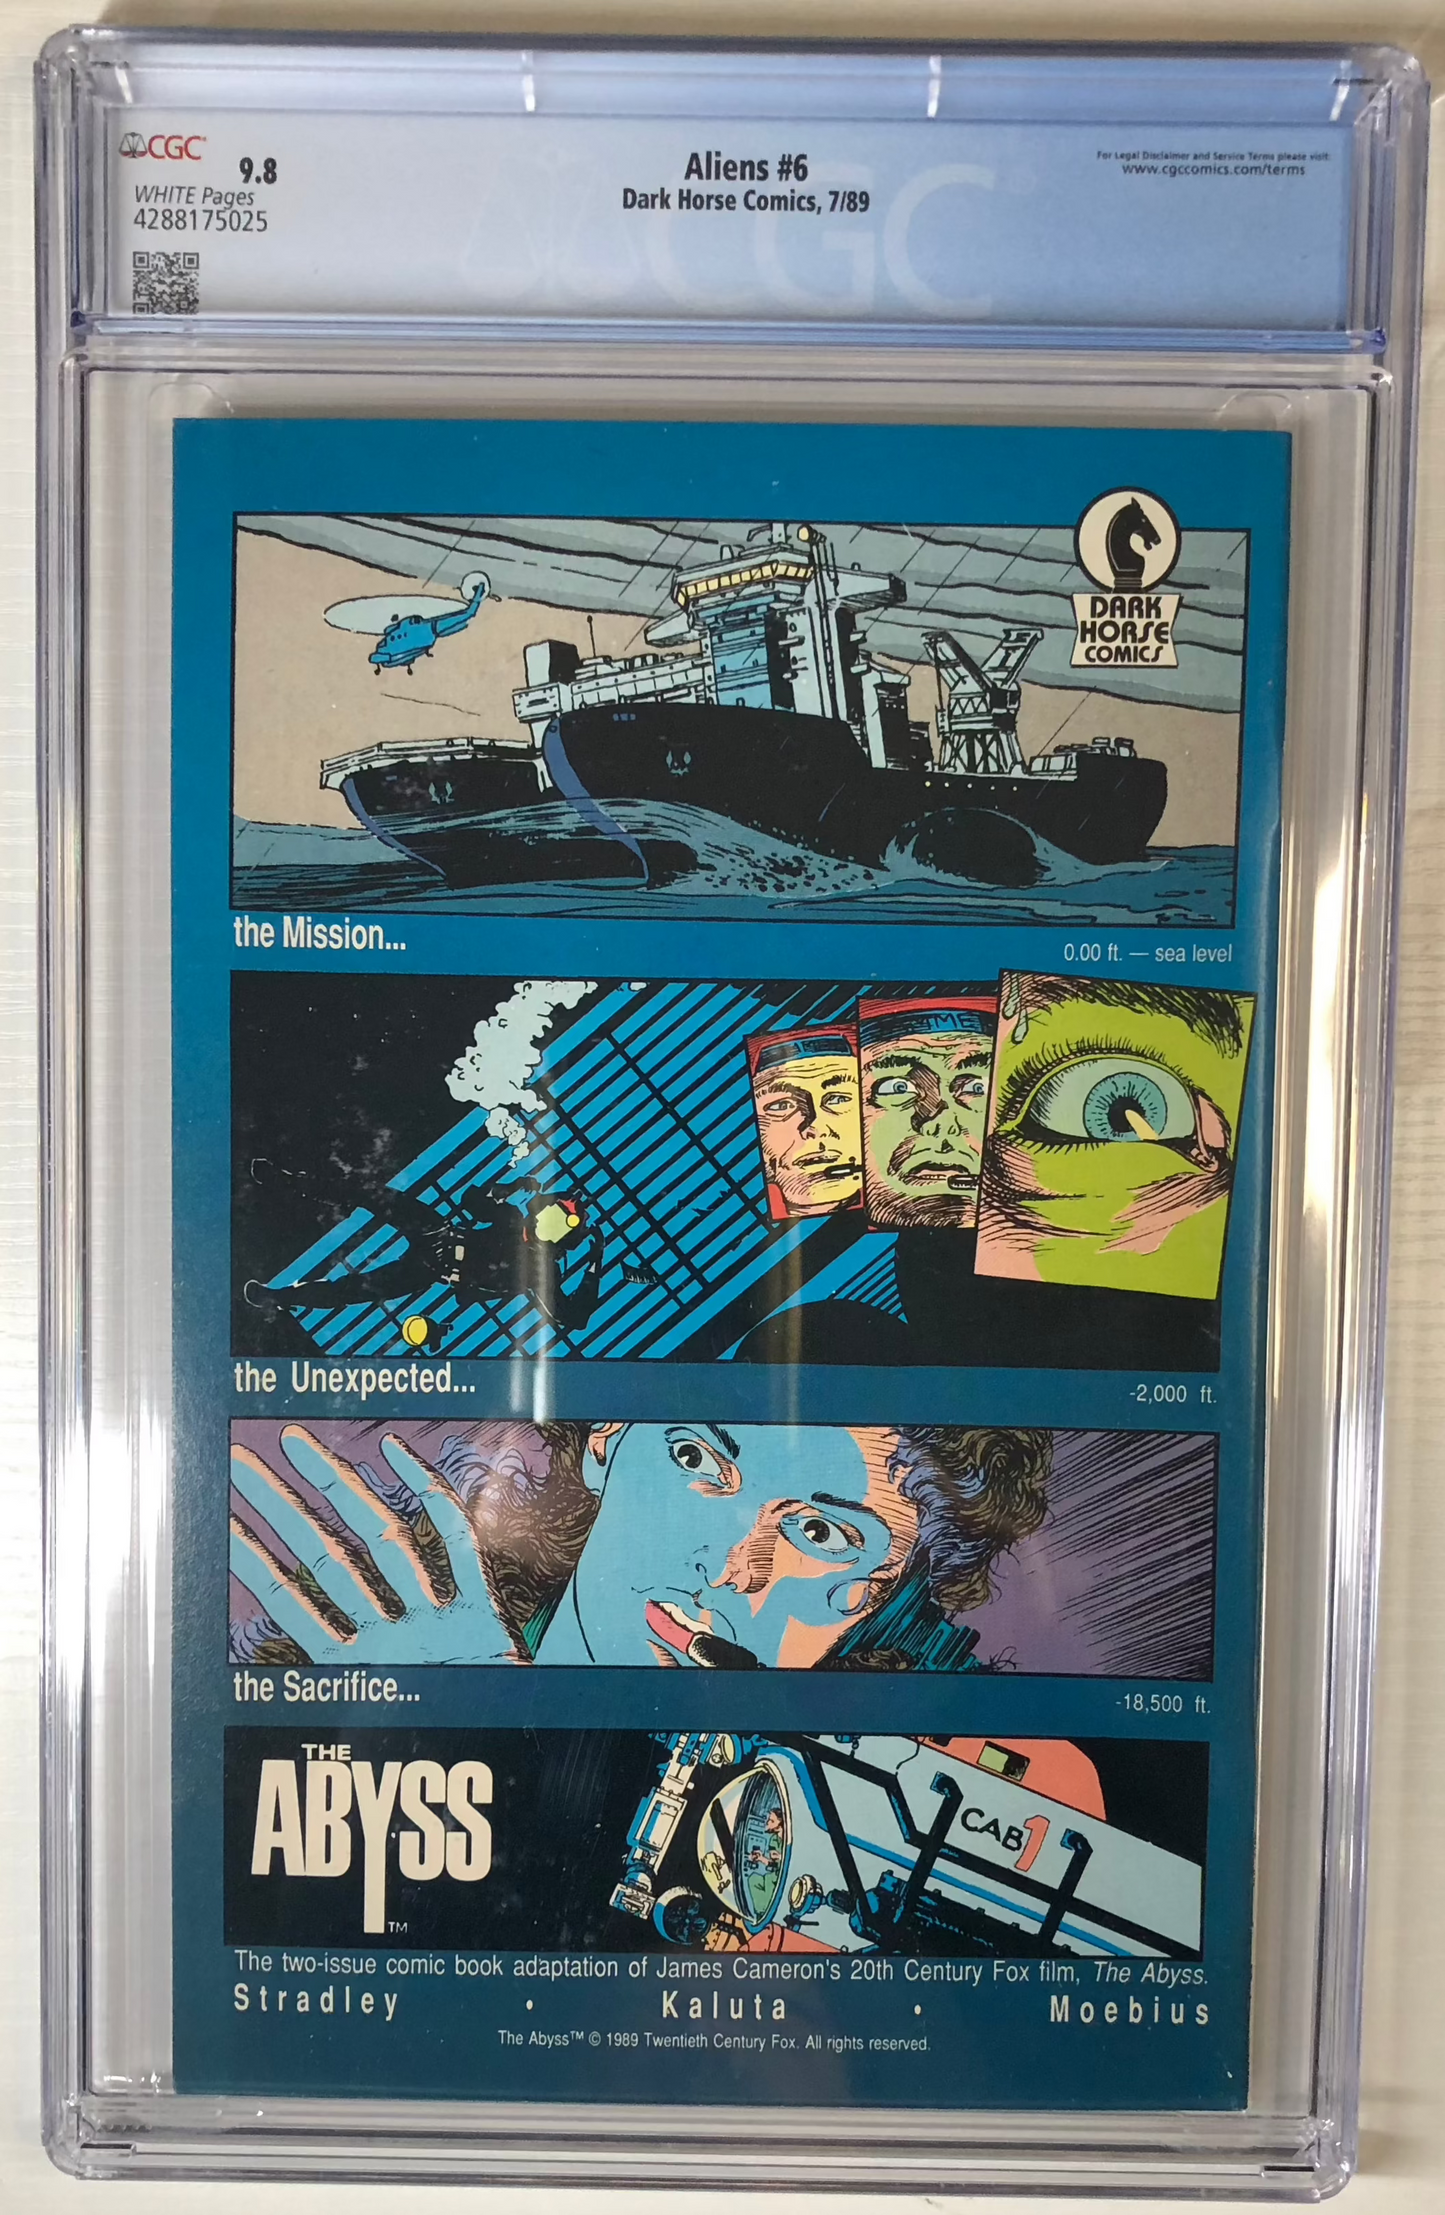 CGC
9.8
WHITE Pages
4288175025
Aliens #6
Dark Horse Comics, 7/89
For Legal Disclaimer and Service Terms please visit:
www.cgccomics.com/terms
CGC
DARK
HORSE
COMICS
the Mission...
0.00 ft. — sea level
the Unexpected...
-2,000 ft.
the Sacrifice...
-18,500 ft.
THE
ABYSS
TM
CAB 1
The two-issue comic book adaptation of James Cameron's 20th Century Fox film, The Abyss.
Stradley • Kaluta • Moebius
The Abyss™ © 1989 Twentieth Century Fox. All rights reserved.